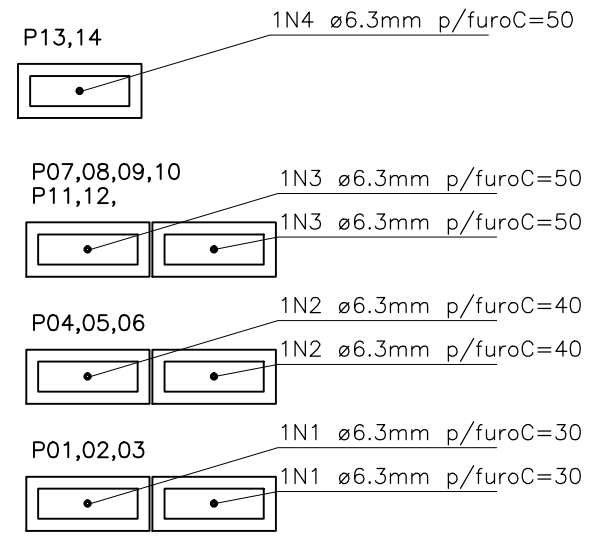 1N4 ø6.3mm p/furoC=50
P13,14
P07,08,09,10
P11,12,
1N3 ø6.3mm p/furoC=50
1N3 ø6.3mm p/furoC=50
P04,05,06
1N2 ø6.3mm p/furoC=40
1N2 ø6.3mm p/furoC=40
P01,02,03
1N1 ø6.3mm p/furoC=30
1N1 ø6.3mm p/furoC=30